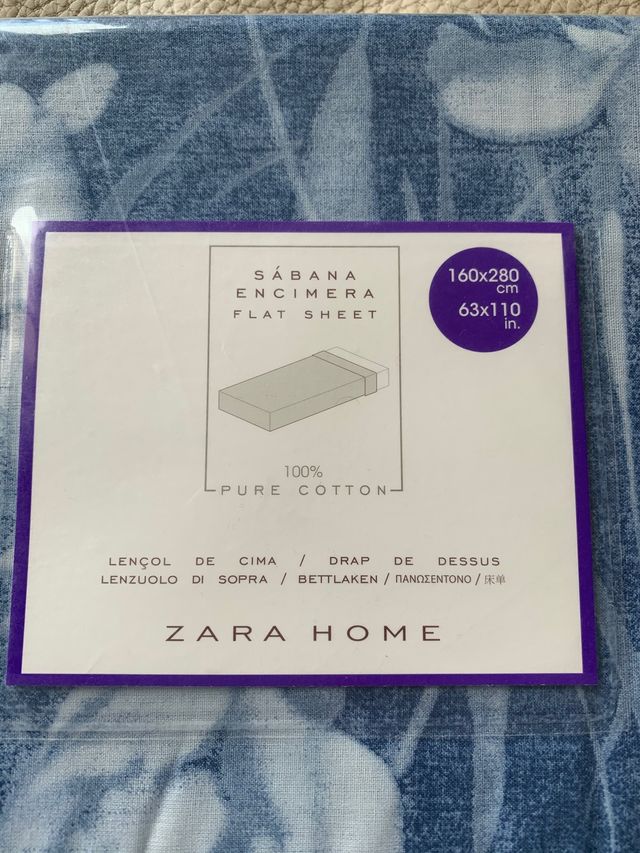 SÁBANA
ENCIMERA
FLAT SHEET
160x280
cm
63x110
in.
100%
PURE COTTON
LENÇOL DE CIMA / DRAP DE DESSUS
LENZUOLO DI SOPRA / BETTLAKEN / ΠΑΝΩΣΕΝΤΟΝΟ / 床单
ZARA HOME